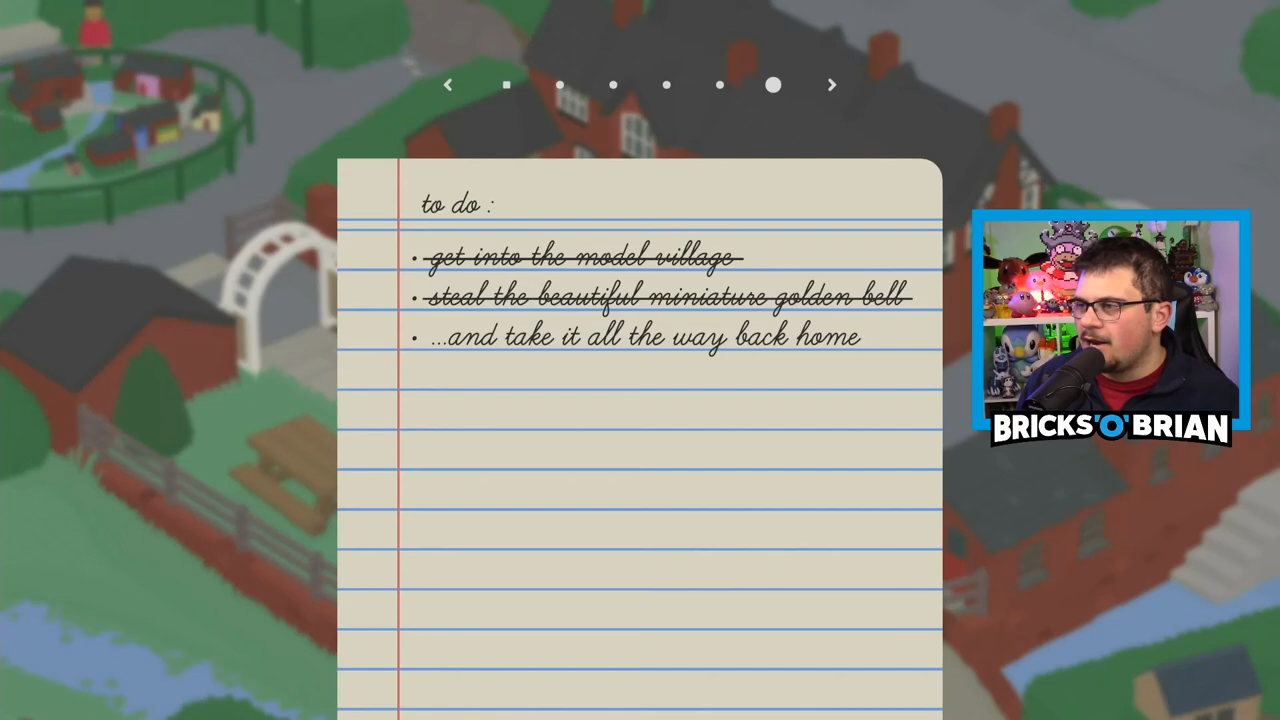 to do :
• get into the model village
• steal the beautiful miniature golden bell
• ...and take it all the way back home
BRICKS'O'BRIAN